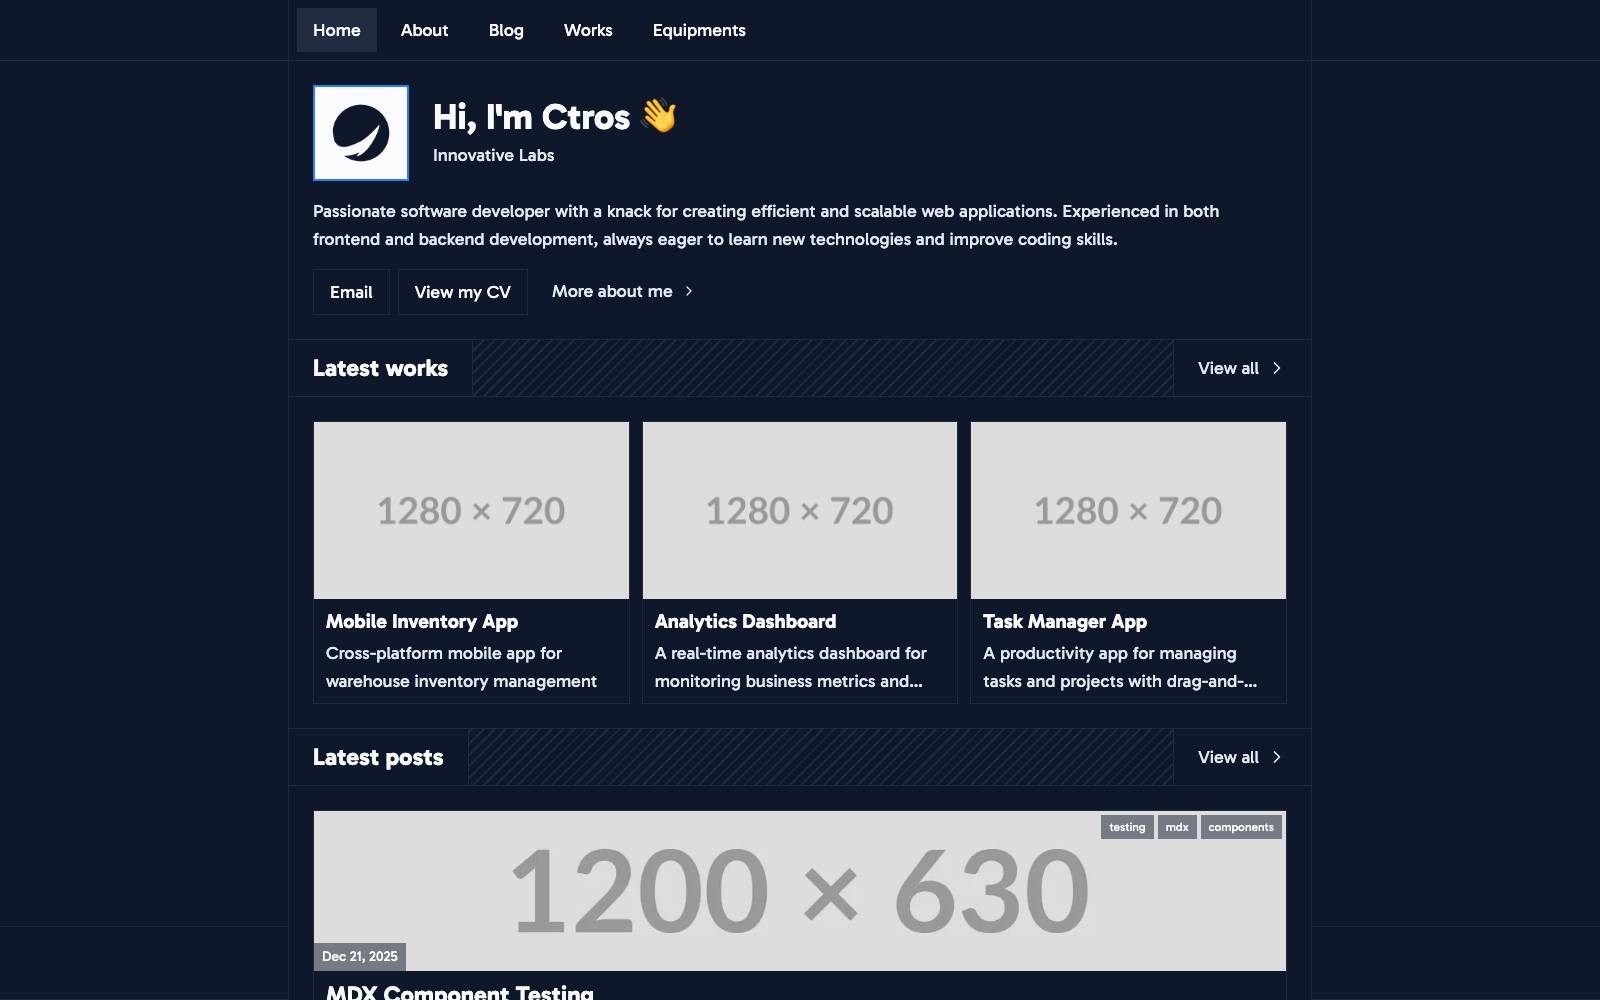 Home About Blog Works Equipments
Hi, I'm Ctros 👋
Innovative Labs
Passionate software developer with a knack for creating efficient and scalable web applications. Experienced in both
frontend and backend development, always eager to learn new technologies and improve coding skills.
Email View my CV More about me
Latest works View all
1280 × 720
Mobile Inventory App
Cross-platform mobile app for
warehouse inventory management
1280 × 720
Analytics Dashboard
A real-time analytics dashboard for
monitoring business metrics and...
1280 × 720
Task Manager App
A productivity app for managing
tasks and projects with drag-and-...
Latest posts View all
testing mdx components
1200 × 630
Dec 21, 2025
MDX Component Testing